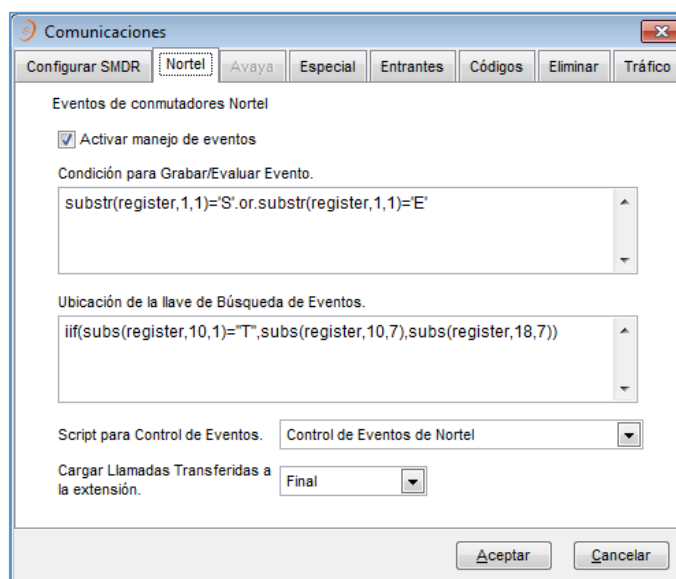 Comunicaciones
Configurar SMDR Nortel Avaya Especial Entrantes Códigos Eliminar Tráfico
Eventos de conmutadores Nortel
Activar manejo de eventos
Condición para Grabar/Evaluar Evento.
substr(register,1,1)='S'.or.substr(register,1,1)='E'
Ubicación de la llave de Búsqueda de Eventos.
iif(subs(register,10,1)="T",subs(register,10,7),subs(register,18,7))
Script para Control de Eventos. Control de Eventos de Nortel
Cargar Llamadas Transferidas a
la extensión. Final
Aceptar Cancelar